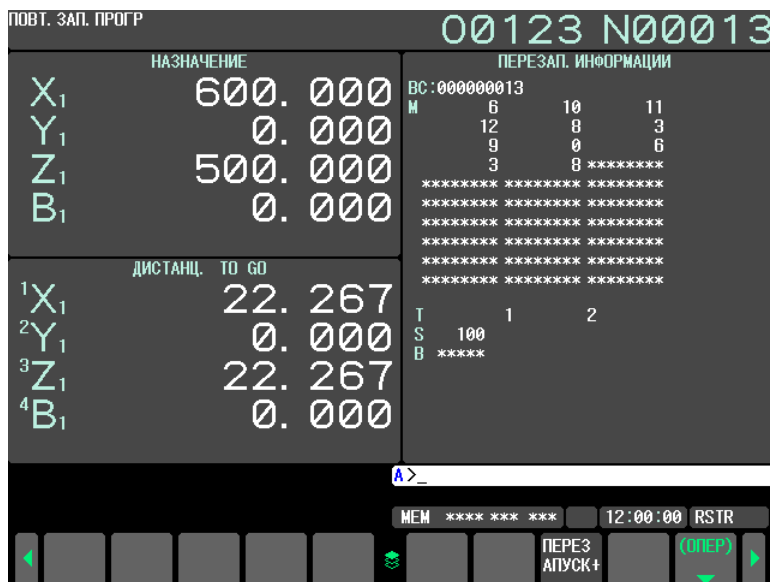 ПОВТ. ЗАП. ПРОГР
O0123 N00013
НАЗНАЧЕНИЕ
X1 600. 000
Y1 0. 000
Z1 500. 000
B1 0. 000
ДИСТАНЦ. TO GO
1X1 22. 267
2Y1 0. 000
3Z1 22. 267
4B1 0. 000
ПЕРЕЗАП. ИНФОРМАЦИИ
BC:000000013
M 6 10 11
12 8 3
9 0 6
3 8 ********
******** ******** ********
******** ******** ********
******** ******** ********
******** ******** ********
******** ******** ********
******** ******** ********
T 1 2
S 100
B *****
A>_
MEM **** *** *** 12:00:00 RSTR
ПЕРЕЗ
АПУСК+
(ОПЕР)